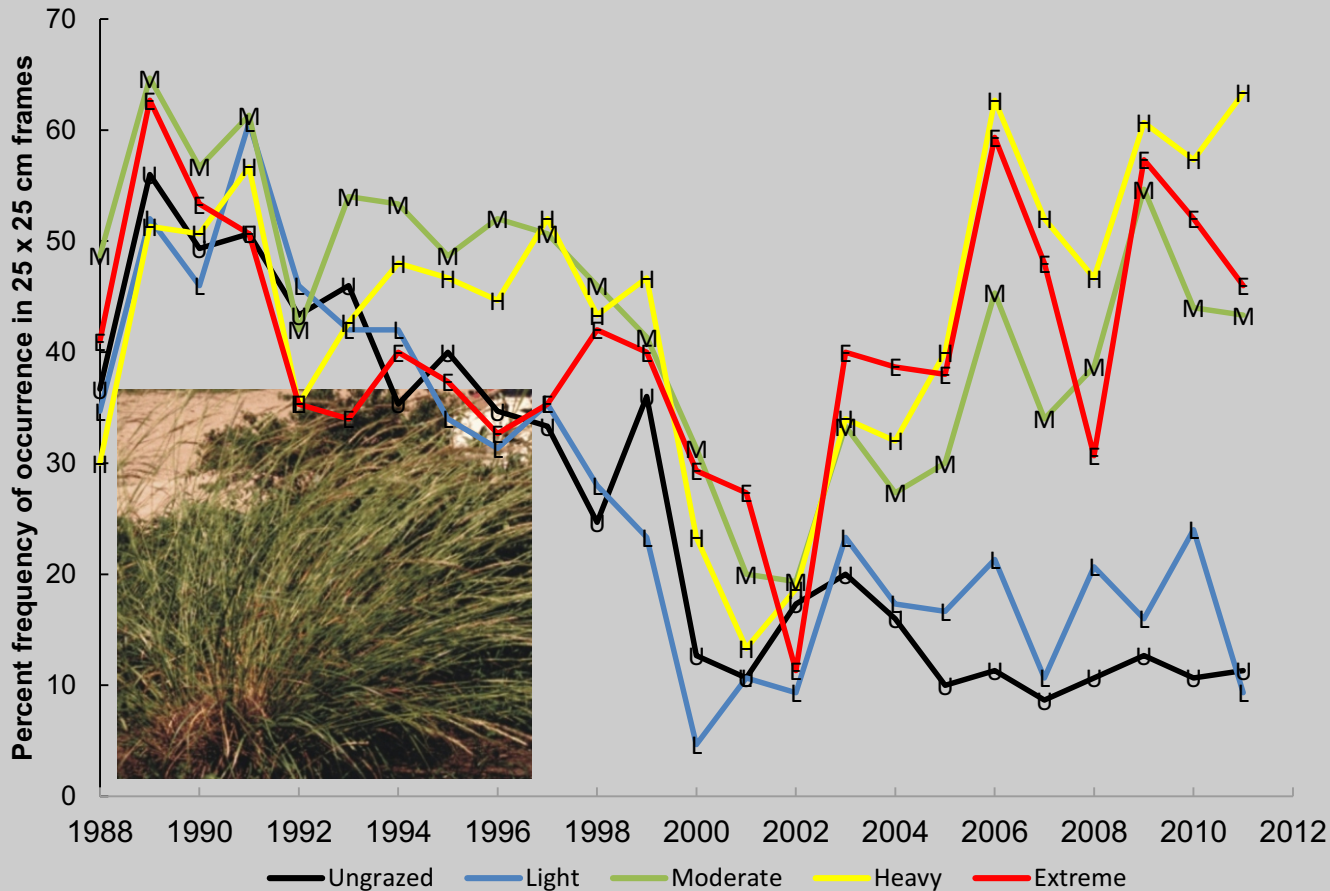 Percent frequency of occurrence in 25 x 25 cm frames
70
60
50
40
30
20
10
0
1988 1990 1992 1994 1996 1998 2000 2002 2004 2006 2008 2010 2012
Ungrazed Light Moderate Heavy Extreme